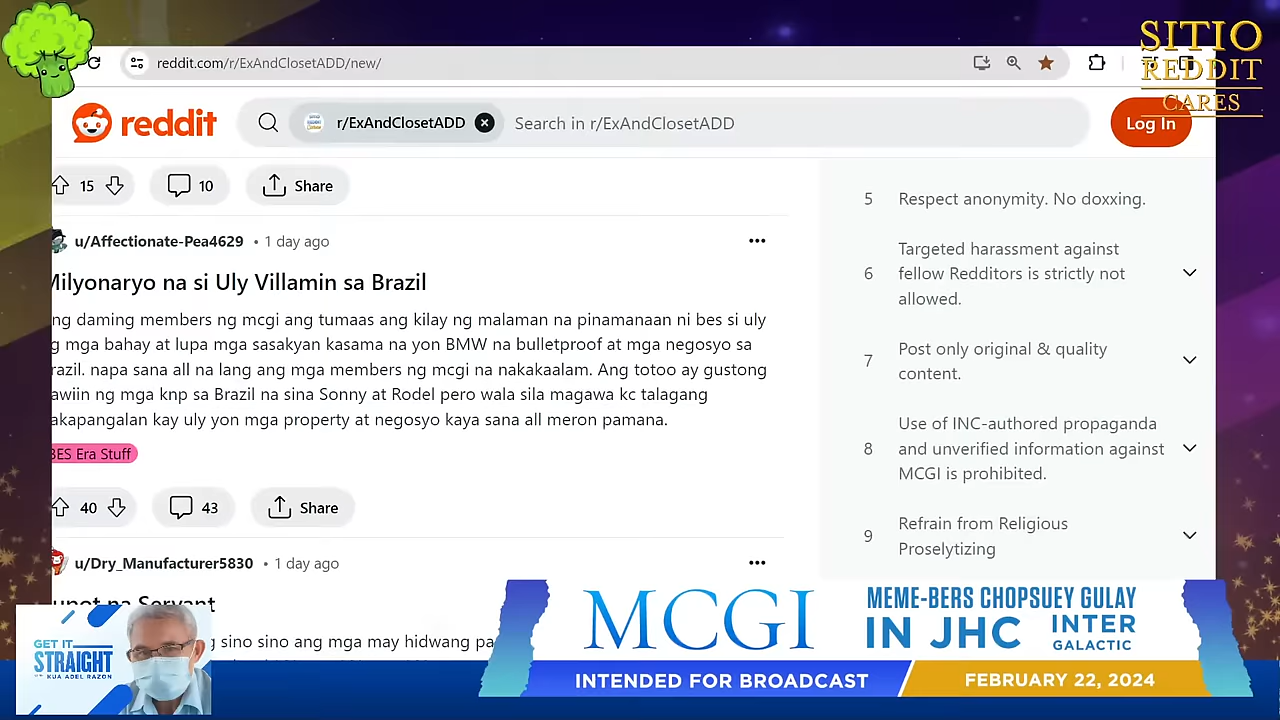 SITIO
REDDIT
CARES
reddit.com/r/ExAndClosetADD/new/
reddit
r/ExAndClosetADD
Search in r/ExAndClosetADD
Log In
15
10
Share
u/Affectionate-Pea4629 • 1 day ago
Milyonaryo na si Uly Villamin sa Brazil
ng daming members ng mcgi ang tumaas ang kilay ng malaman na pinamanaan ni bes si uly
g mga bahay at lupa mga sasakyan kasama na yon BMW na bulletproof at mga negosyo sa
razil. napa sana all na lang ang mga members ng mcgi na nakakaalam. Ang totoo ay gustong
awiin ng mga knp sa Brazil na sina Sonny at Rodel pero wala sila magawa kc talagang
akapangalan kay uly yon mga property at negosyo kaya sana all meron pamana.
BES Era Stuff
40
43
Share
u/Dry_Manufacturer5830 • 1 day ago
upot na Servant
sino sino ang mga may hidwang pa
5 Respect anonymity. No doxxing.
6 Targeted harassment against
fellow Redditors is strictly not
allowed.
7 Post only original & quality
content.
8 Use of INC-authored propaganda
and unverified information against
MCGI is prohibited.
9 Refrain from Religious
Proselytizing
GET IT
STRAIGHT
KUA ADEL RAZON
MCGI
MEME-BERS CHOPSUEY GULAY
IN JHC INTER
GALACTIC
INTENDED FOR BROADCAST
FEBRUARY 22, 2024